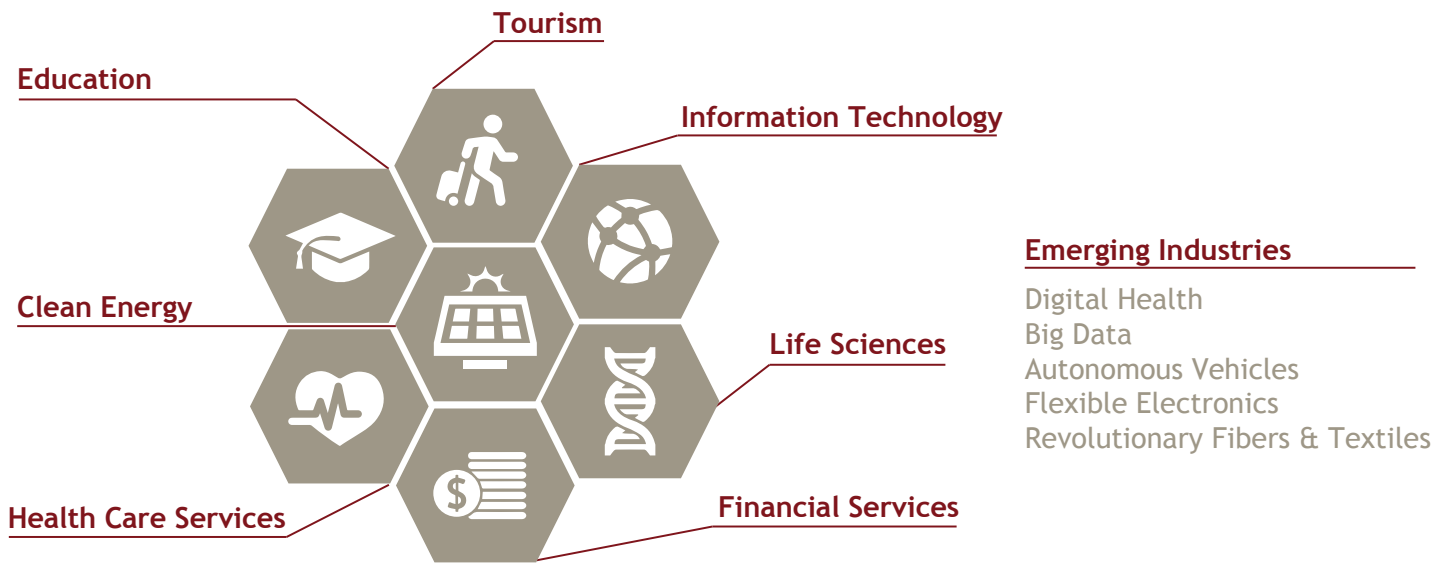 Tourism
Education
Information Technology
Clean Energy
Life Sciences
Health Care Services
Financial Services
$
Emerging Industries
Digital Health
Big Data
Autonomous Vehicles
Flexible Electronics
Revolutionary Fibers & Textiles